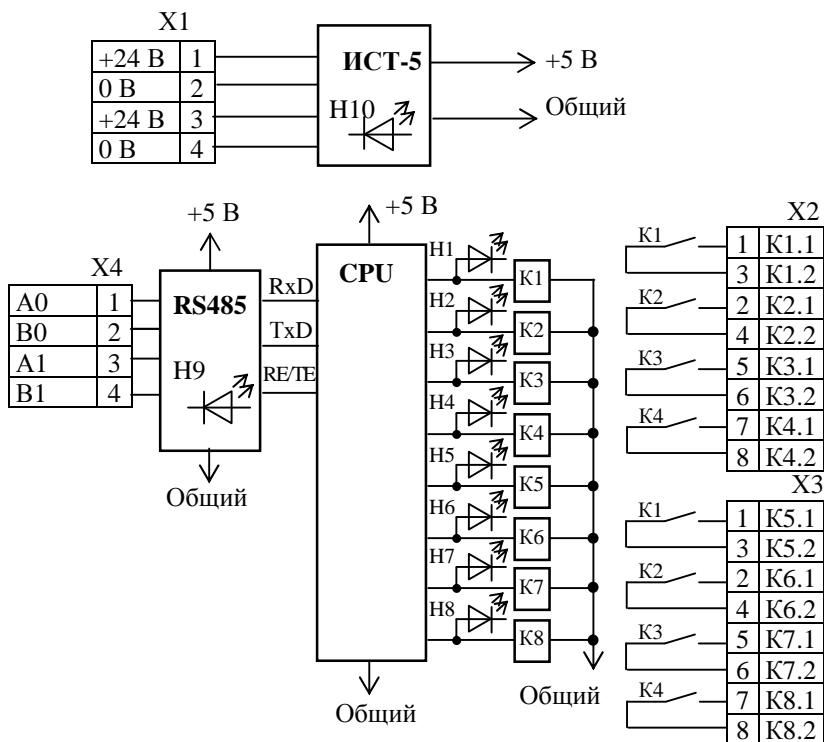 X1
+24 В 1
0 В 2
+24 В 3
0 В 4
ИСТ-5
H10
+5 В
Общий
X4
A0 1
B0 2
A1 3
B1 4
+5 В
RS485
H9
Общий
RxD
TxD
RE/TE
+5 В
CPU
Общий
H1
K1
H2
K2
H3
K3
H4
K4
H5
K5
H6
K6
H7
K7
H8
K8
Общий
X2
K1
1 K1.1
3 K1.2
K2
2 K2.1
4 K2.2
K3
5 K3.1
6 K3.2
K4
7 K4.1
8 K4.2
X3
K1
1 K5.1
3 K5.2
K2
2 K6.1
4 K6.2
K3
5 K7.1
6 K7.2
K4
7 K8.1
8 K8.2